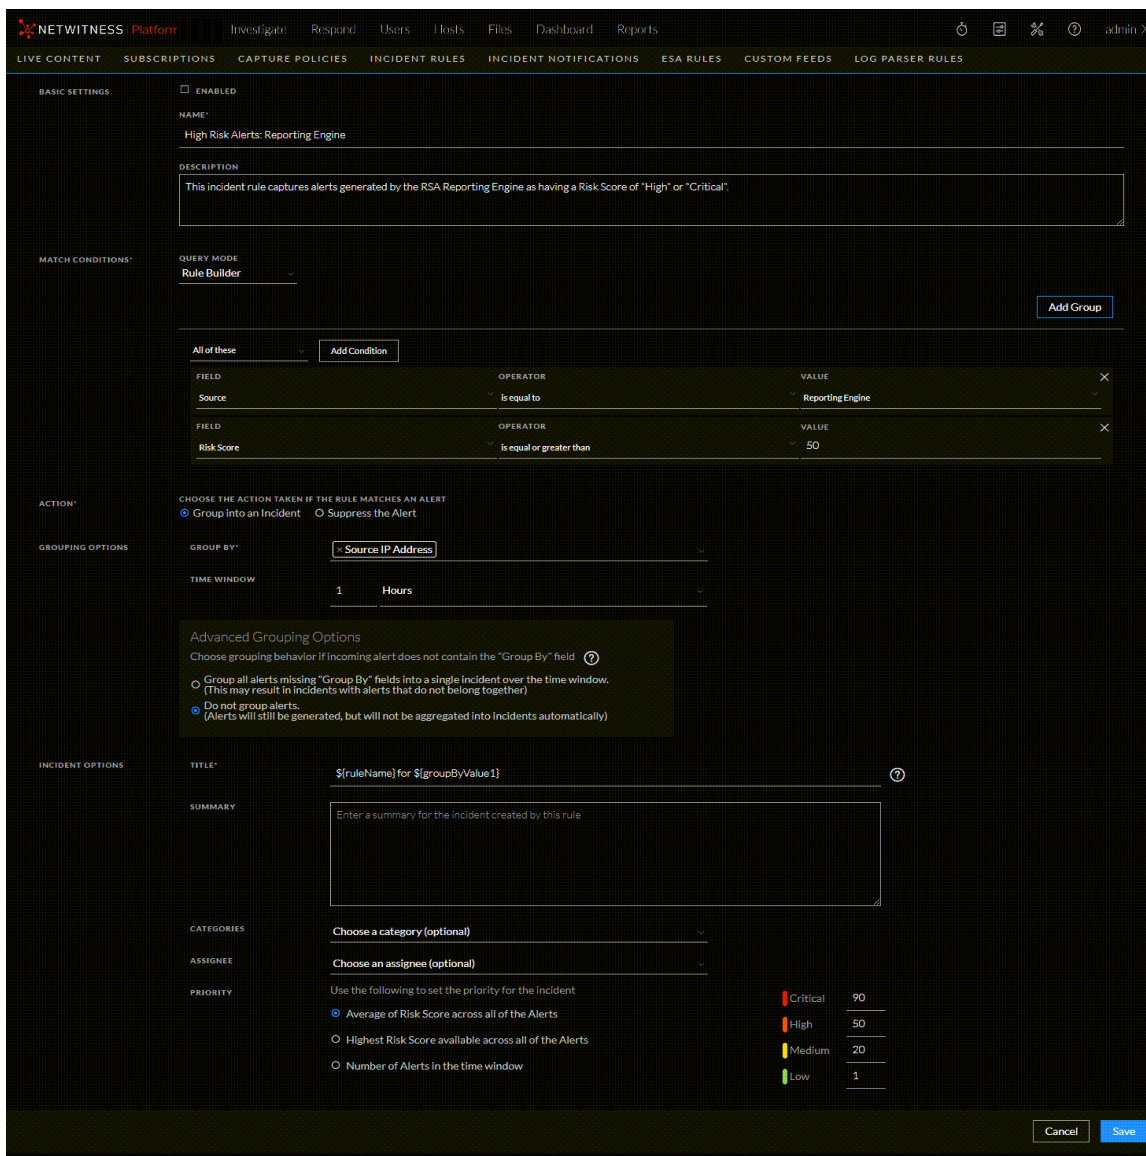 NETWITNESS Platform Investigate Respond Users Hosts Files Dashboard Reports admin
LIVE CONTENT SUBSCRIPTIONS CAPTURE POLICIES INCIDENT RULES INCIDENT NOTIFICATIONS ESA RULES CUSTOM FEEDS LOG PARSER RULES
BASIC SETTINGS ENABLED
NAME*
High Risk Alerts: Reporting Engine
DESCRIPTION
This incident rule captures alerts generated by the RSA Reporting Engine as having a Risk Score of "High" or "Critical".
MATCH CONDITIONS* QUERY MODE
Rule Builder
Add Group
All of these Add Condition
FIELD OPERATOR VALUE
Source is equal to Reporting Engine
FIELD OPERATOR VALUE
Risk Score is equal or greater than 50
ACTION* CHOOSE THE ACTION TAKEN IF THE RULE MATCHES AN ALERT
Group into an Incident Suppress the Alert
GROUPING OPTIONS GROUP BY* × Source IP Address
TIME WINDOW
1 Hours
Advanced Grouping Options
Choose grouping behavior if incoming alert does not contain the "Group By" field ?
Group all alerts missing "Group By" fields into a single incident over the time window.
(This may result in incidents with alerts that do not belong together)
Do not group alerts.
(Alerts will still be generated, but will not be aggregated into incidents automatically)
INCIDENT OPTIONS TITLE*
${ruleName} for ${groupByValue1} ?
SUMMARY
Enter a summary for the incident created by this rule
CATEGORIES Choose a category (optional)
ASSIGNEE Choose an assignee (optional)
PRIORITY Use the following to set the priority for the incident
Average of Risk Score across all of the Alerts
Highest Risk Score available across all of the Alerts
Number of Alerts in the time window
Critical 90
High 50
Medium 20
Low 1
Cancel Save